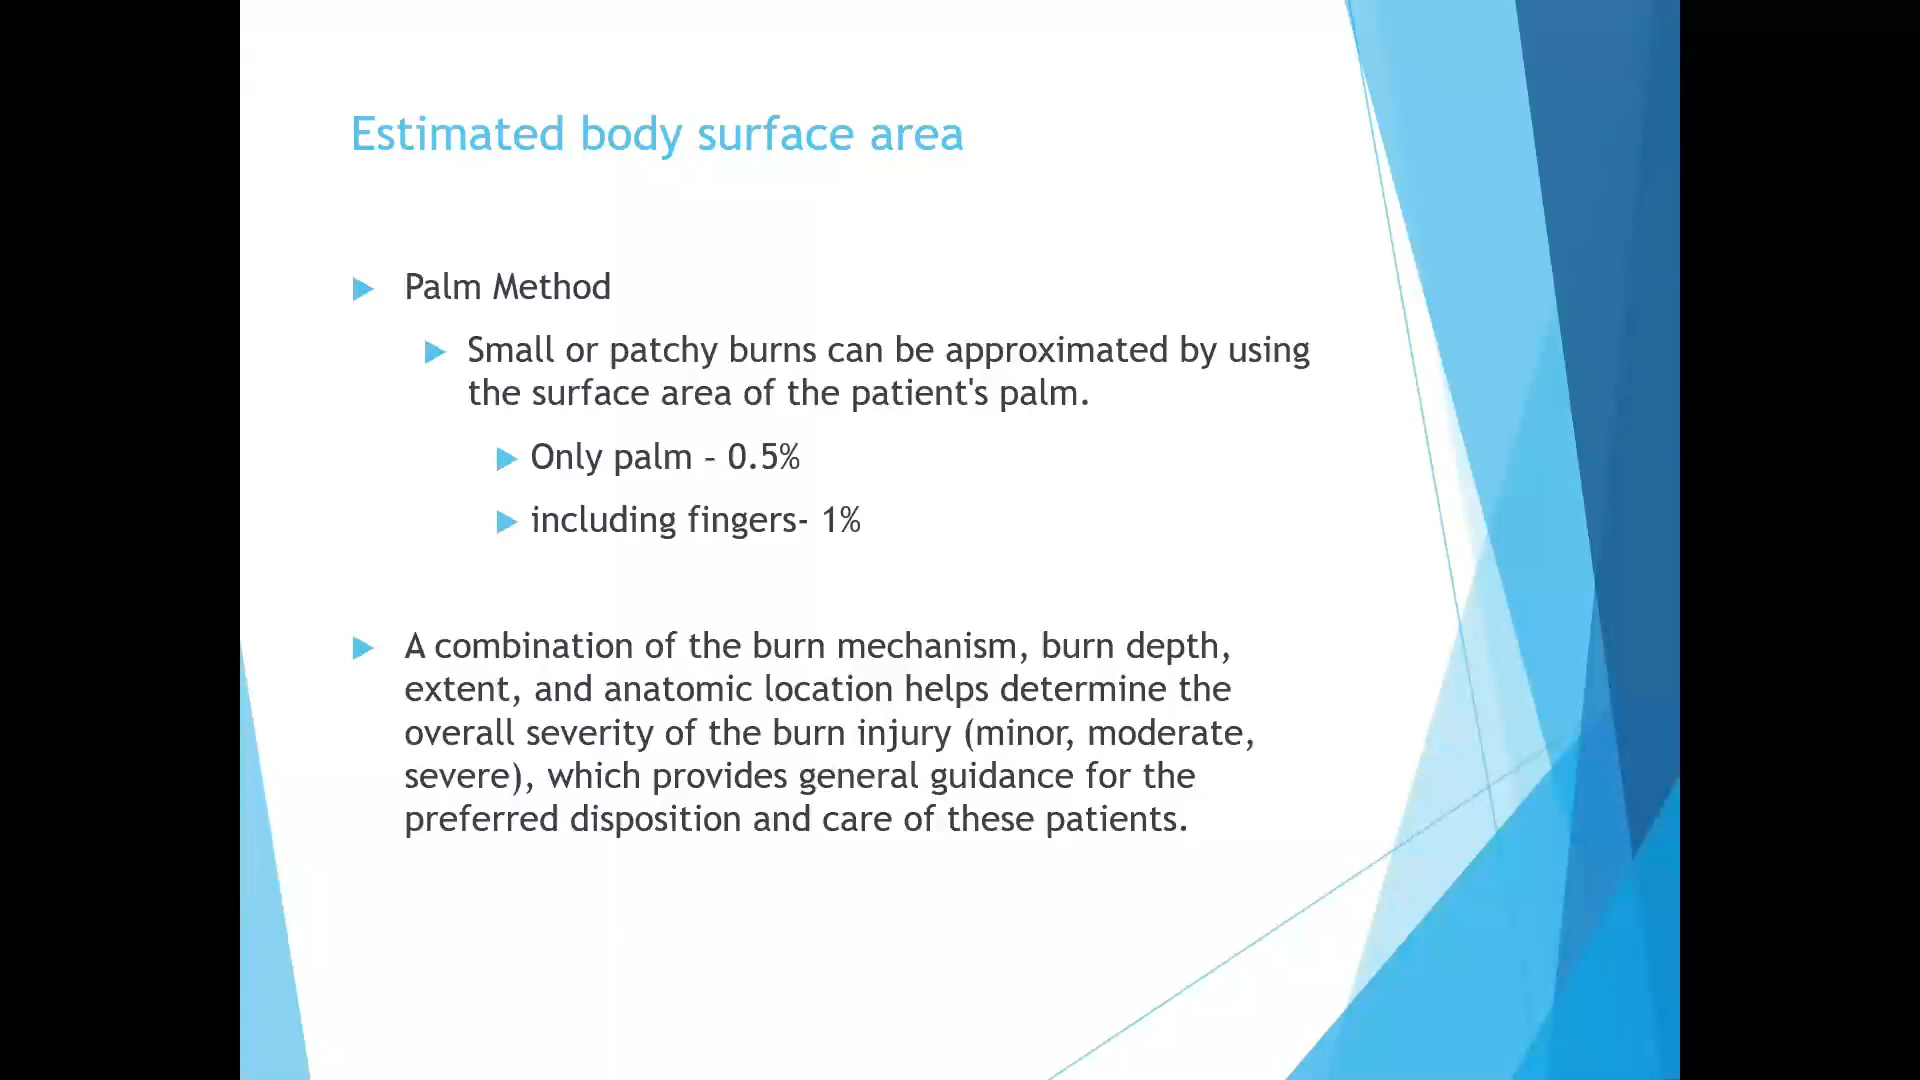 Estimated body surface area
Palm Method
Small or patchy burns can be approximated by using
the surface area of the patient's palm.
Only palm – 0.5%
including fingers- 1%
A combination of the burn mechanism, burn depth,
extent, and anatomic location helps determine the
overall severity of the burn injury (minor, moderate,
severe), which provides general guidance for the
preferred disposition and care of these patients.